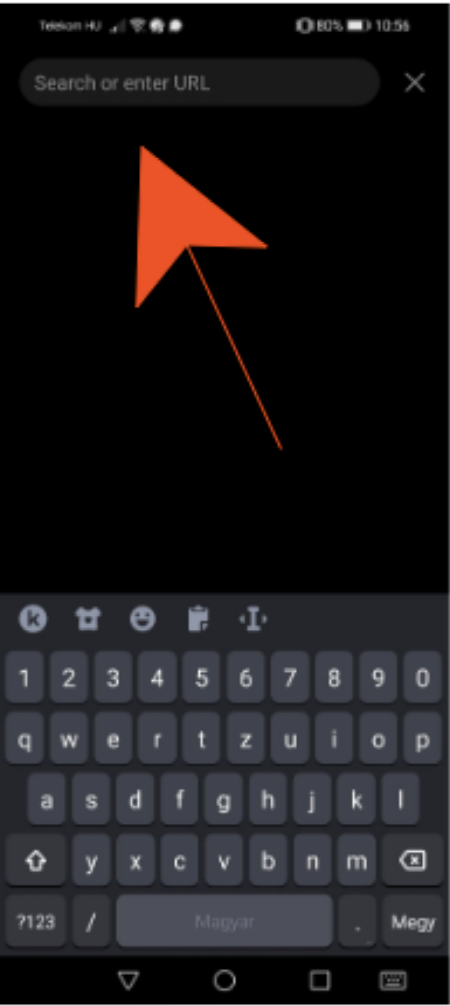 Telekom HU 80% 10:56
Search or enter URL
1 2 3 4 5 6 7 8 9 0
q w e r t z u i o p
a s d f g h j k l
y x c v b n m
?123 / Magyar . Megy